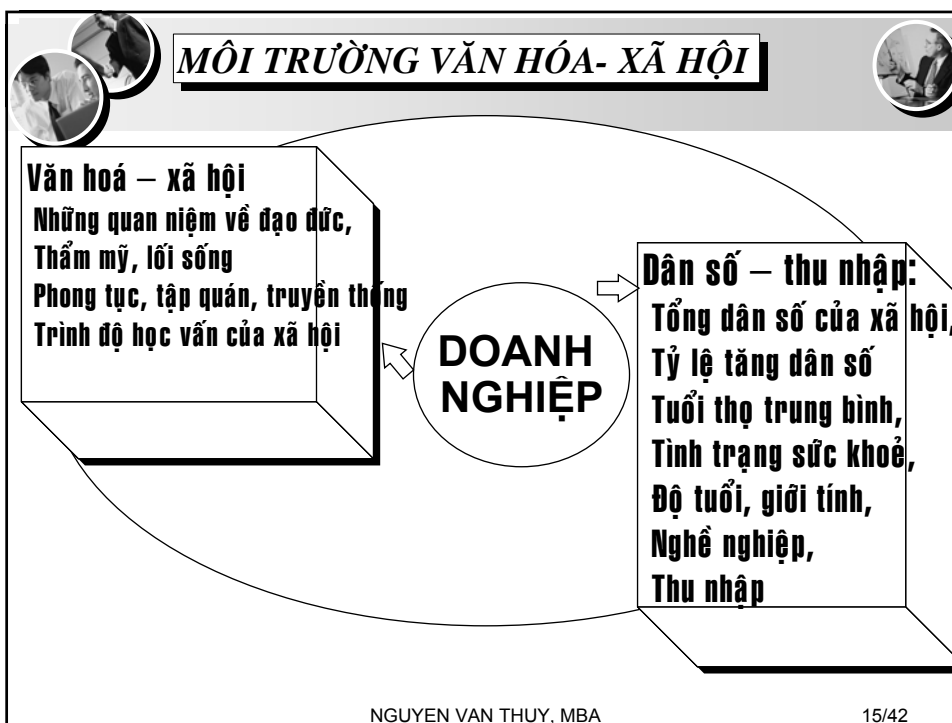 MÔI TRƯỜNG VĂN HÓA- XÃ HỘI
Văn hoá – xã hội
Những quan niệm về đạo đức,
Thẩm mỹ, lối sống
Phong tục, tập quán, truyền thống
Trình độ học vấn của xã hội
DOANH
NGHIỆP
Dân số – thu nhập:
Tổng dân số của xã hội,
Tỷ lệ tăng dân số
Tuổi thọ trung bình,
Tình trạng sức khoẻ,
Độ tuổi, giới tính,
Nghề nghiệp,
Thu nhập
NGUYEN VAN THUY, MBA
15/42